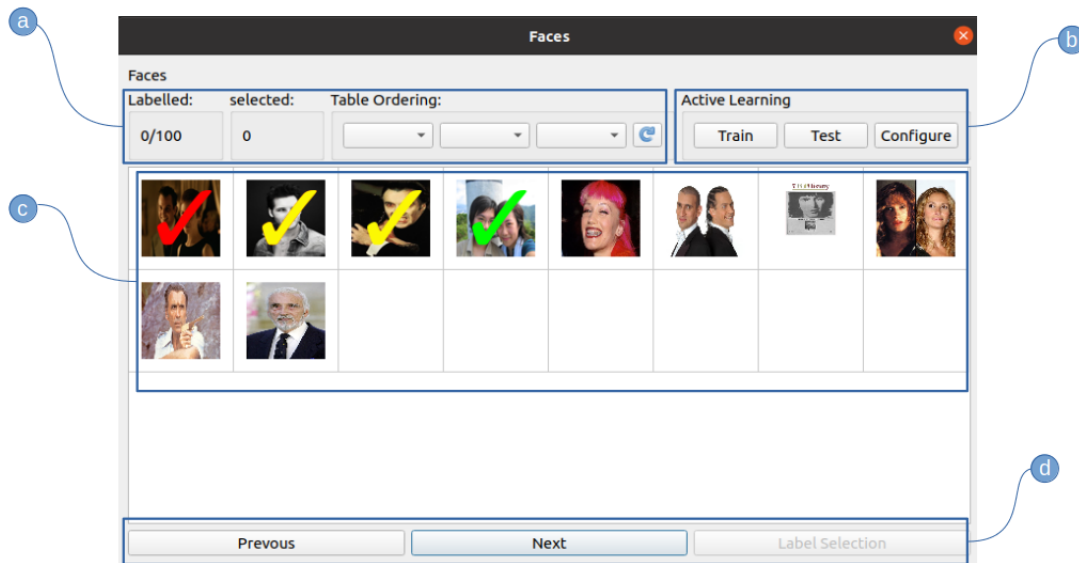 a
Faces
b
Faces
Labelled: selected: Table Ordering: Active Learning
0/100 0 Train Test Configure
c
d
Prevous Next Label Selection